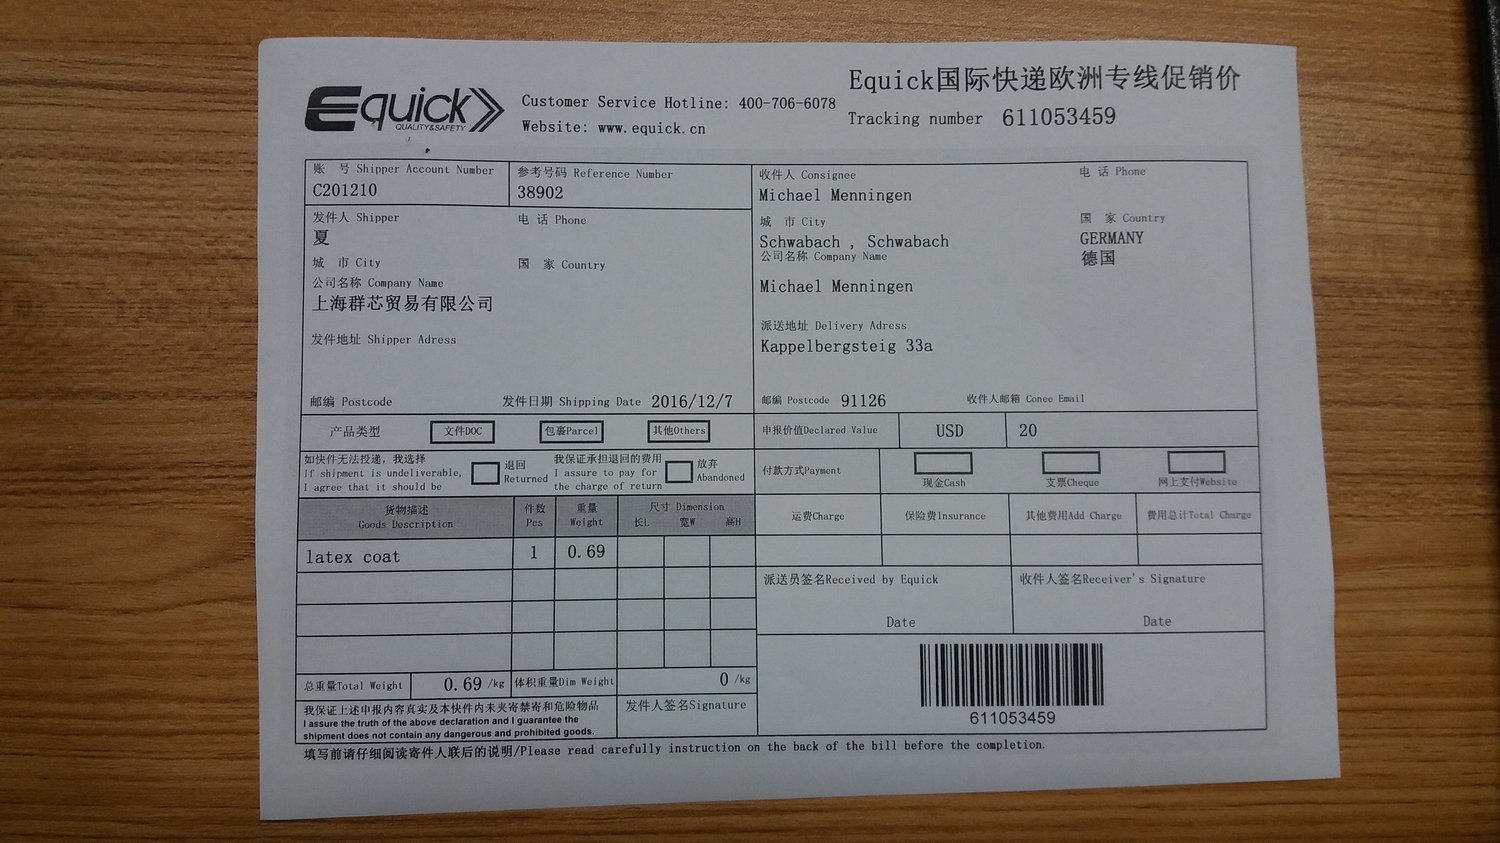 Equick
QUALITY&SAFETY
Customer Service Hotline: 400-706-6078
Website: www.equick.cn
Equick国际快递欧洲专线促销价
Tracking number 611053459
账 号 Shipper Account Number
C201210
参考号码 Reference Number
38902
发件人 Shipper
夏
电 话 Phone
城 市 City
国 家 Country
公司名称 Company Name
上海群芯贸易有限公司
发件地址 Shipper Adress
邮编 Postcode
发件日期 Shipping Date 2016/12/7
收件人 Consignee
Michael Menningen
电 话 Phone
城 市 City
Schwabach , Schwabach
国 家 Country
GERMANY
德国
公司名称 Company Name
Michael Menningen
派送地址 Delivery Adress
Kappelbergsteig 33a
邮编 Postcode 91126
收件人邮箱 Conee Email
产品类型
文件DOC
包裹Parcel
其他Others
申报价值Declared Value
USD
20
如快件无法投递，我选择
If shipment is undeliverable,
I agree that it should be
退回
Returned
我保证承担退回的费用
I assure to pay for
the charge of return
放弃
Abandoned
付款方式Payment
现金Cash
支票Cheque
网上支付Website
货物描述
Goods Description
件数
Pcs
重量
Weight
尺寸 Dimension
长L 宽W 高H
运费Charge
保险费Insurance
其他费用Add Charge
费用总计Total Charge
latex coat
1
0.69
派送员签名Received by Equick
Date
收件人签名Receiver's Signature
Date
总重量Total Weight
0.69 /kg
体积重量Dim Weight
0 /kg
我保证上述申报内容真实及本快件内未夹寄禁寄和危险物品
I assure the truth of the above declaration and I guarantee the
shipment does not contain any dangerous and prohibited goods.
发件人签名Signature
611053459
填写前请仔细阅读寄件人联后的说明/Please read carefully instruction on the back of the bill before the completion.